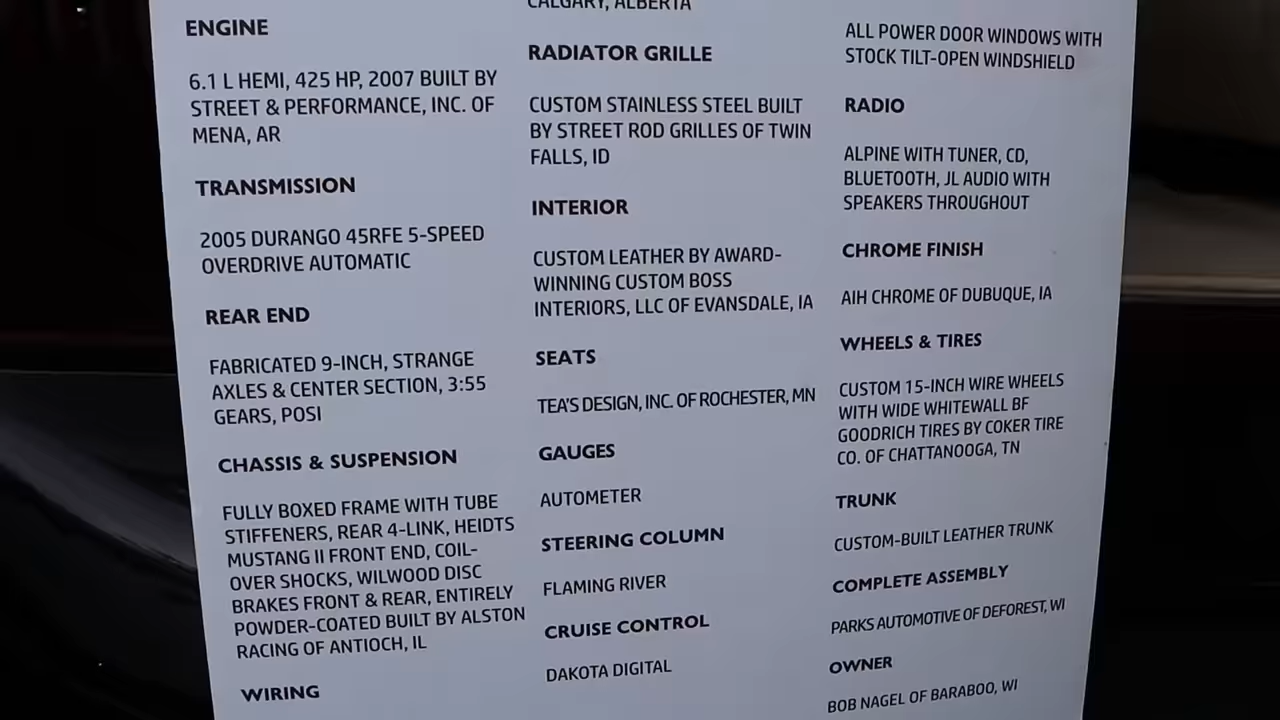 ENGINE
6.1 L HEMI, 425 HP, 2007 BUILT BY
STREET & PERFORMANCE, INC. OF
MENA, AR
TRANSMISSION
2005 DURANGO 45RFE 5-SPEED
OVERDRIVE AUTOMATIC
REAR END
FABRICATED 9-INCH, STRANGE
AXLES & CENTER SECTION, 3:55
GEARS, POSI
CHASSIS & SUSPENSION
FULLY BOXED FRAME WITH TUBE
STIFFENERS, REAR 4-LINK, HEIDTS
MUSTANG II FRONT END, COIL-
OVER SHOCKS, WILWOOD DISC
BRAKES FRONT & REAR, ENTIRELY
POWDER-COATED BUILT BY ALSTON
RACING OF ANTIOCH, IL
WIRING
CALGARY, ALBERTA
RADIATOR GRILLE
CUSTOM STAINLESS STEEL BUILT
BY STREET ROD GRILLES OF TWIN
FALLS, ID
INTERIOR
CUSTOM LEATHER BY AWARD-
WINNING CUSTOM BOSS
INTERIORS, LLC OF EVANSDALE, IA
SEATS
TEA'S DESIGN, INC. OF ROCHESTER, MN
GAUGES
AUTOMETER
STEERING COLUMN
FLAMING RIVER
CRUISE CONTROL
DAKOTA DIGITAL
ALL POWER DOOR WINDOWS WITH
STOCK TILT-OPEN WINDSHIELD
RADIO
ALPINE WITH TUNER, CD,
BLUETOOTH, JL AUDIO WITH
SPEAKERS THROUGHOUT
CHROME FINISH
AIH CHROME OF DUBUQUE, IA
WHEELS & TIRES
CUSTOM 15-INCH WIRE WHEELS
WITH WIDE WHITEWALL BF
GOODRICH TIRES BY COKER TIRE
CO. OF CHATTANOOGA, TN
TRUNK
CUSTOM-BUILT LEATHER TRUNK
COMPLETE ASSEMBLY
PARKS AUTOMOTIVE OF DEFOREST, WI
OWNER
BOB NAGEL OF BARABOO, WI